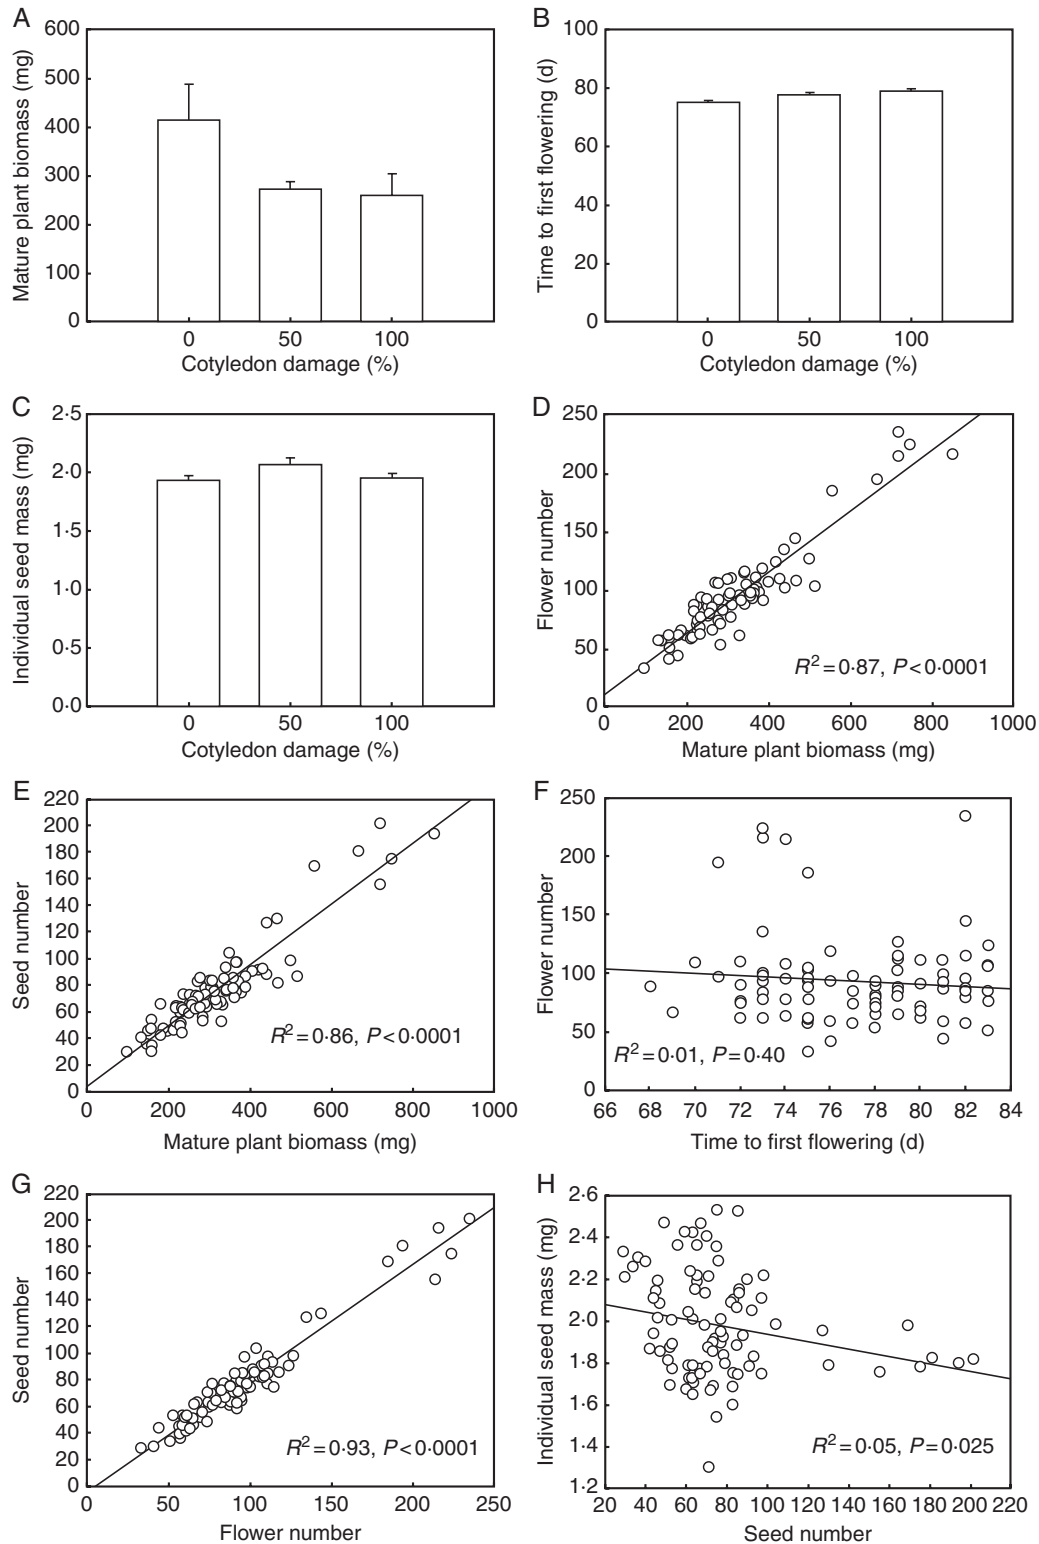 A
600
500
400
300
200
100
0
Mature plant biomass (mg)
0 50 100
Cotyledon damage (%)
B
100
80
60
40
20
0
Time to first flowering (d)
0 50 100
Cotyledon damage (%)
C
2·5
2·0
1·5
1·0
0·5
0·0
Individual seed mass (mg)
0 50 100
Cotyledon damage (%)
D
250
200
150
100
50
0
Flower number
R²=0·87, P<0·0001
0 200 400 600 800 1000
Mature plant biomass (mg)
E
220
200
180
160
140
120
100
80
60
40
20
0
Seed number
R²=0·86, P<0·0001
0 200 400 600 800 1000
Mature plant biomass (mg)
F
250
200
150
100
50
0
Flower number
R²=0·01, P=0·40
66 68 70 72 74 76 78 80 82 84
Time to first flowering (d)
G
220
200
180
160
140
120
100
80
60
40
20
0
Seed number
R²=0·93, P<0·0001
0 50 100 150 200 250
Flower number
H
2·6
2·4
2·2
2·0
1·8
1·6
1·4
1·2
Individual seed mass (mg)
R²=0·05, P=0·025
20 40 60 80 100 120 140 160 180 200 220
Seed number